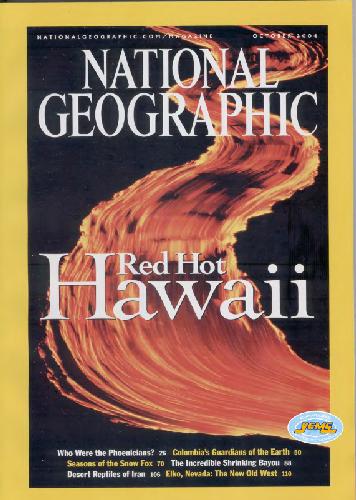 NATIONALGEOGRAPHIC.COM/MAGAZINE OCTOBER 2004
NATIONAL
GEOGRAPHIC
Red Hot
Hawaii
Who Were the Phoenicians? 26 Colombia's Guardians of the Earth 50
Seasons of the Snow Fox 70 The Incredible Shrinking Bayou 88
Desert Reptiles of Iran 106 Elko, Nevada: The New Old West 110